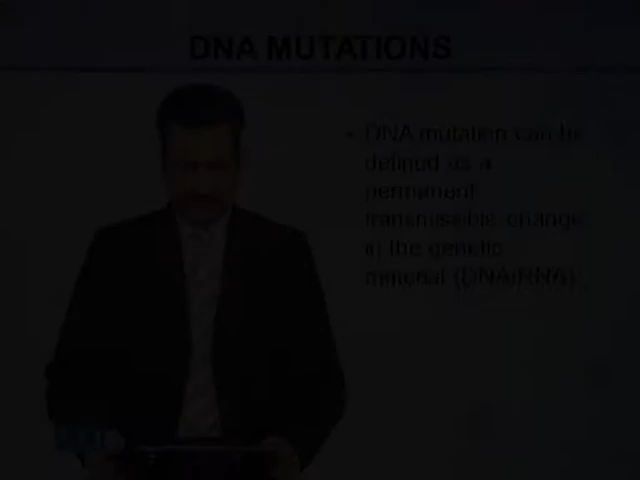 DNA MUTATIONS
• DNA mutation can be
defined as a
permanent
transmissible change
in the genetic
material (DNA/RNA)